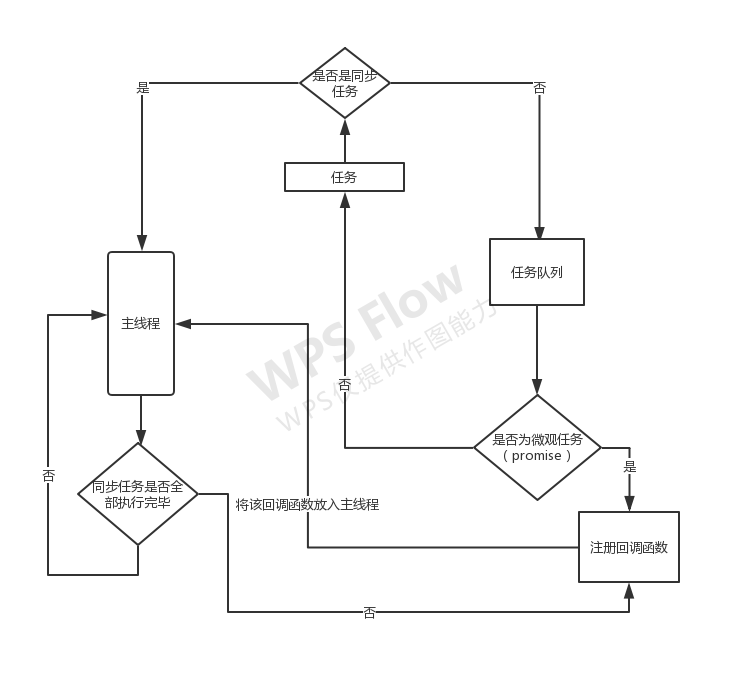 是否是同步
任务
是
否
任务
任务队列
主线程
WPS Flow
WPS仅提供作图能力
否
是否为微观任务
（promise）
是
否
同步任务是否全
部执行完毕
将该回调函数放入主线程
注册回调函数
否